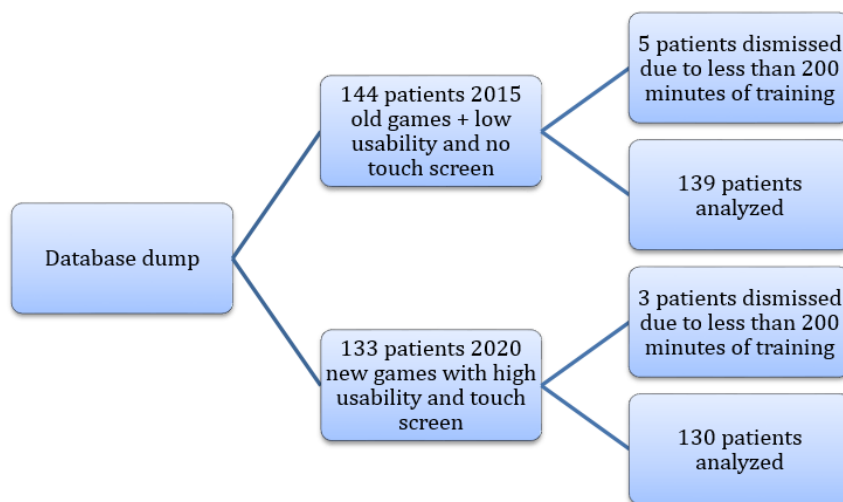 5 patients dismissed
due to less than 200
minutes of training
144 patients 2015
old games + low
usability and no
touch screen
139 patients
analyzed
Database dump
3 patients dismissed
due to less than 200
minutes of training
133 patients 2020
new games with high
usability and touch
screen
130 patients
analyzed